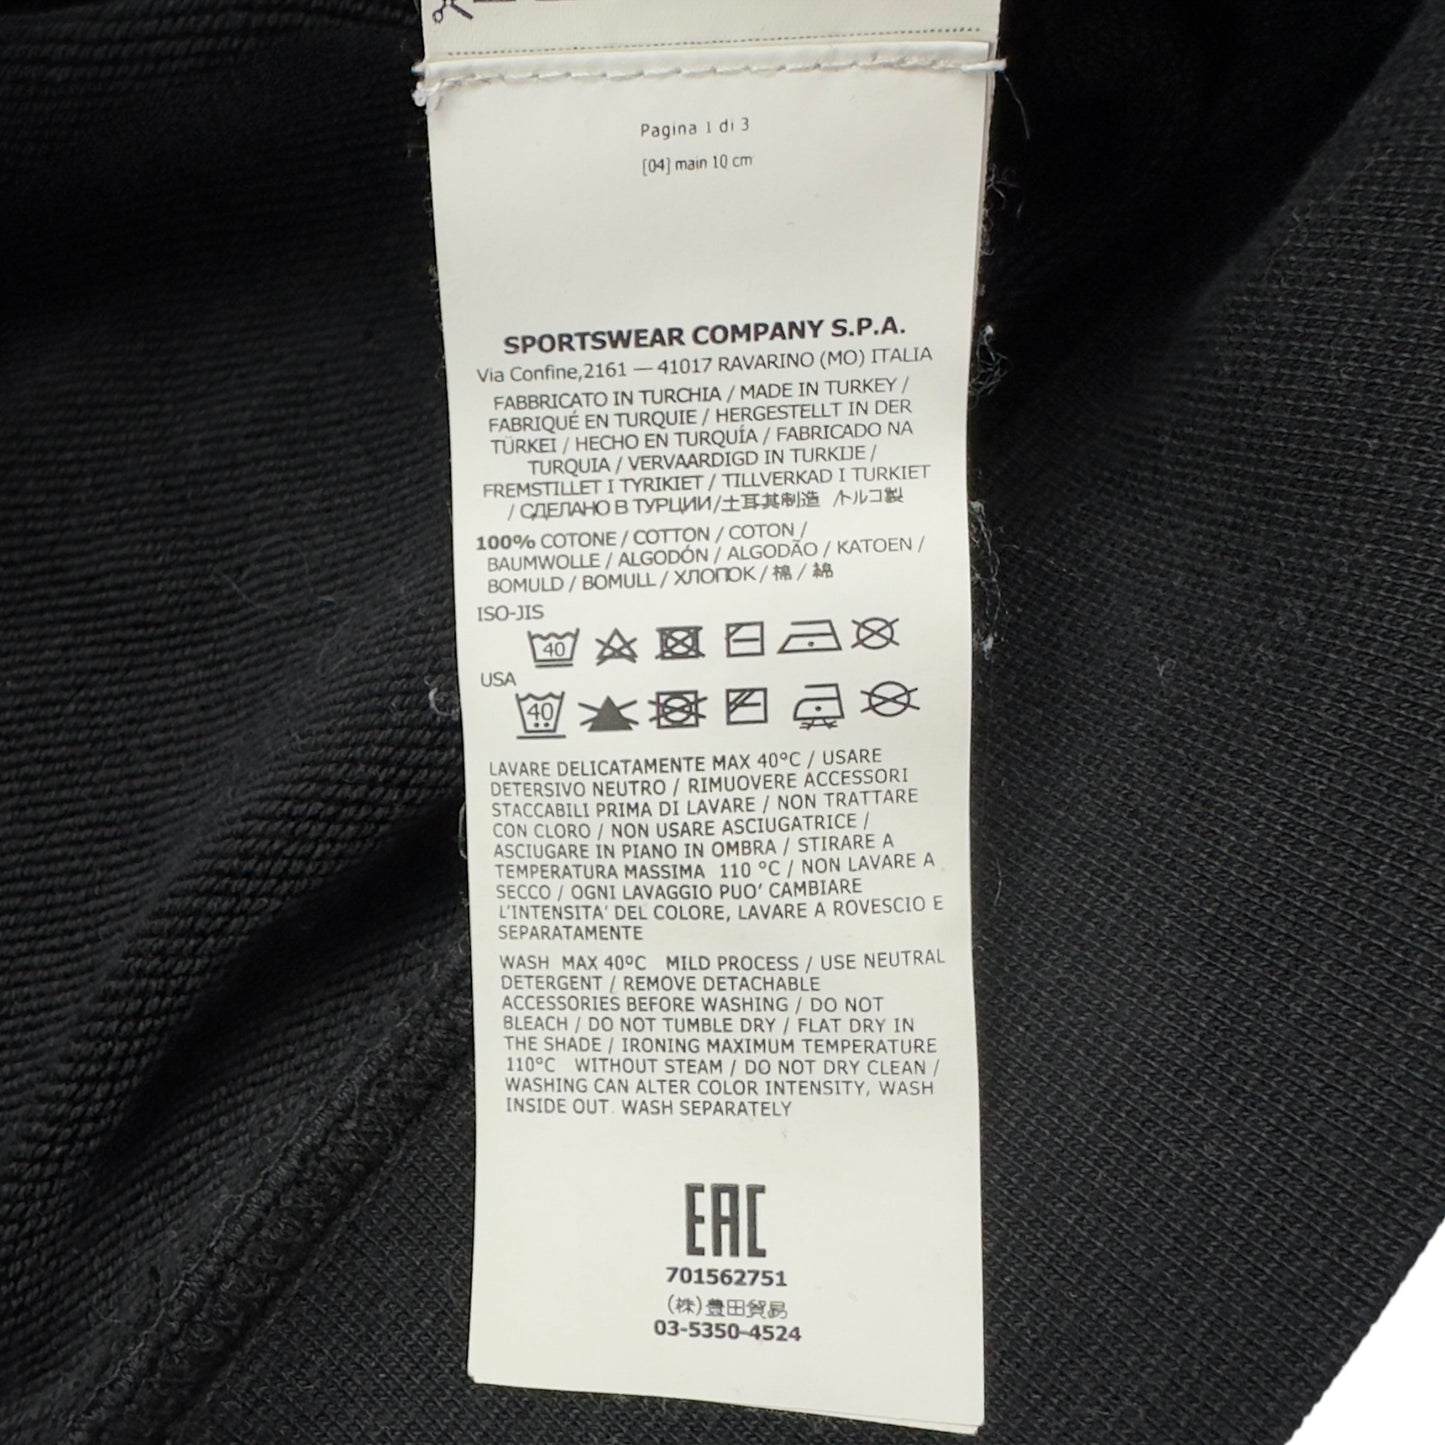 Pagina 1 di 3
[04] main 10 cm
SPORTSWEAR COMPANY S.P.A.
Via Confine,2161 — 41017 RAVARINO (MO) ITALIA
FABBRICATO IN TURCHIA / MADE IN TURKEY /
FABRIQUÉ EN TURQUIE / HERGESTELLT IN DER
TÜRKEI / HECHO EN TURQUÍA / FABRICADO NA
TURQUIA / VERVAARDIGD IN TURKIJE /
FREMSTILLET I TYRIKIET / TILLVERKAD I TURKIET
/ СДЕЛАНО В ТУРЦИИ/土耳其制造 /トルコ製
100% COTONE / COTTON / COTON /
BAUMWOLLE / ALGODÓN / ALGODÃO / KATOEN /
BOMULD / BOMULL / ХЛОПОК / 棉 / 綿
ISO-JIS
40
USA
40
LAVARE DELICATAMENTE MAX 40°C / USARE
DETERSIVO NEUTRO / RIMUOVERE ACCESSORI
STACCABILI PRIMA DI LAVARE / NON TRATTARE
CON CLORO / NON USARE ASCIUGATRICE /
ASCIUGARE IN PIANO IN OMBRA / STIRARE A
TEMPERATURA MASSIMA 110 °C / NON LAVARE A
SECCO / OGNI LAVAGGIO PUO' CAMBIARE
L'INTENSITA' DEL COLORE, LAVARE A ROVESCIO E
SEPARATAMENTE
WASH MAX 40°C MILD PROCESS / USE NEUTRAL
DETERGENT / REMOVE DETACHABLE
ACCESSORIES BEFORE WASHING / DO NOT
BLEACH / DO NOT TUMBLE DRY / FLAT DRY IN
THE SHADE / IRONING MAXIMUM TEMPERATURE
110°C WITHOUT STEAM / DO NOT DRY CLEAN /
WASHING CAN ALTER COLOR INTENSITY, WASH
INSIDE OUT. WASH SEPARATELY
EAC
701562751
(株)豊田貿易
03-5350-4524